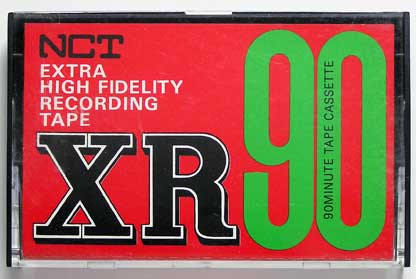 NCT
EXTRA
HIGH FIDELITY
RECORDING
TAPE
XR
90
90MINUTE TAPE CASSETTE